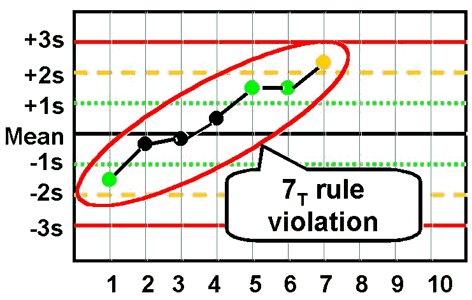 +3s
+2s
+1s
Mean
-1s
-2s
-3s
7T rule
violation
1 2 3 4 5 6 7 8 9 10